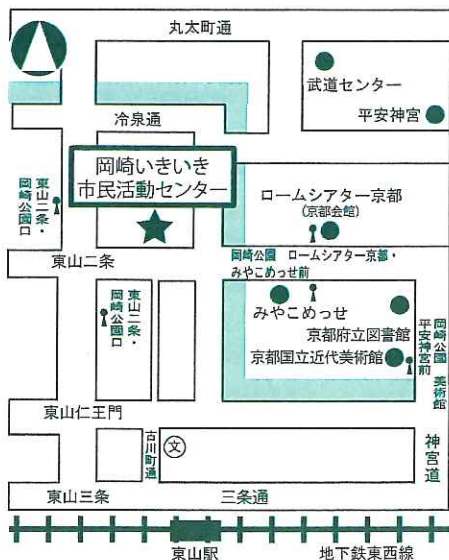 丸太町通
武道センター
平安神宮
冷泉通
岡崎いきいき
市民活動センター
東山二条・
岡崎公園口
ロームシアター京都
(京都会館)
東山二条
岡崎公園 ロームシアター京都・
みやこめっせ前
東山二条・
岡崎公園口
みやこめっせ
京都府立図書館
京都国立近代美術館
岡崎公園 美術館
平安神宮前
東山仁王門
古川町通
文
神宮道
東山三条
三条通
東山駅
地下鉄東西線